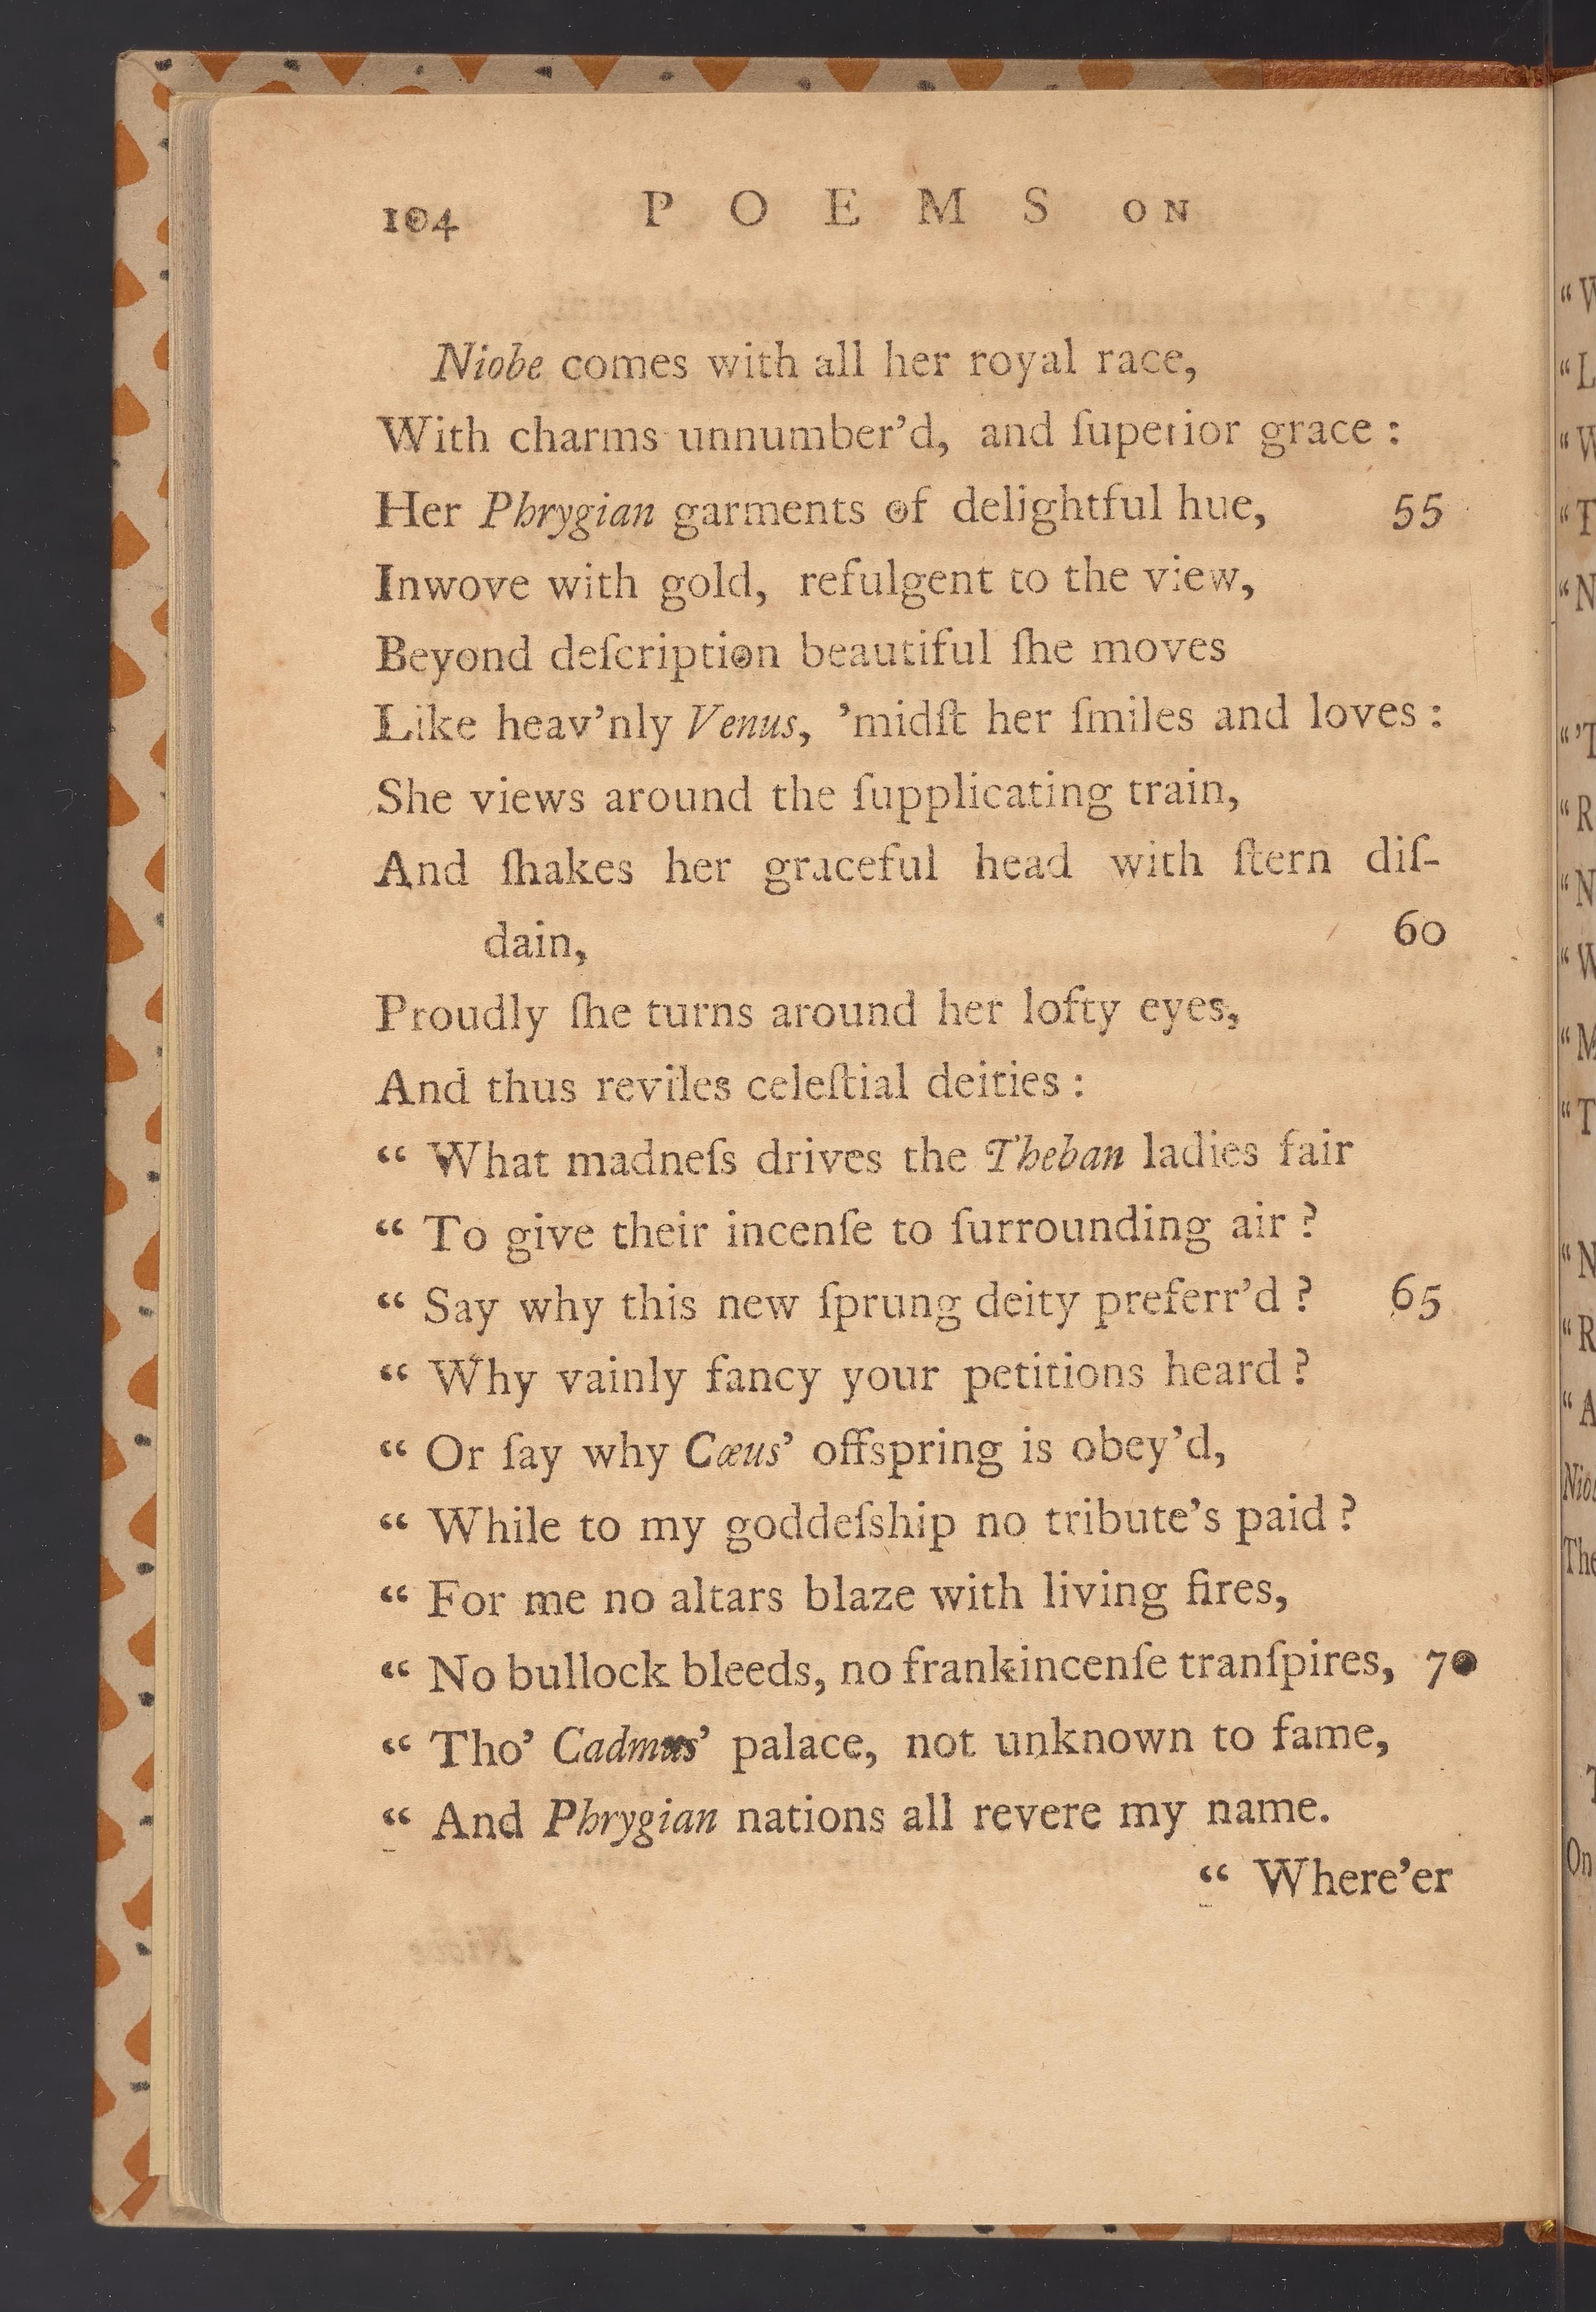 104 POEMS ON
Niobe comes with all her royal race,
With charms unnumber'd, and ſuperior grace :
Her Phrygian garments of delightful hue, 55
Inwove with gold, refulgent to the view,
Beyond deſcription beautiful ſhe moves
Like heav'nly Venus, 'midſt her ſmiles and loves :
She views around the ſupplicating train,
And ſhakes her graceful head with ſtern diſ-
dain, 60
Proudly ſhe turns around her lofty eyes,
And thus reviles celeſtial deities :
“ What madneſs drives the Theban ladies fair
“ To give their incenſe to ſurrounding air ?
“ Say why this new ſprung deity preferr'd ? 65
“ Why vainly fancy your petitions heard ?
“ Or ſay why Cœus' offspring is obey'd,
“ While to my goddeſship no tribute's paid ?
“ For me no altars blaze with living fires,
“ No bullock bleeds, no frankincenſe tranſpires, 70
“ Tho' Cadmus' palace, not unknown to fame,
“ And Phrygian nations all revere my name.
“ Where'er